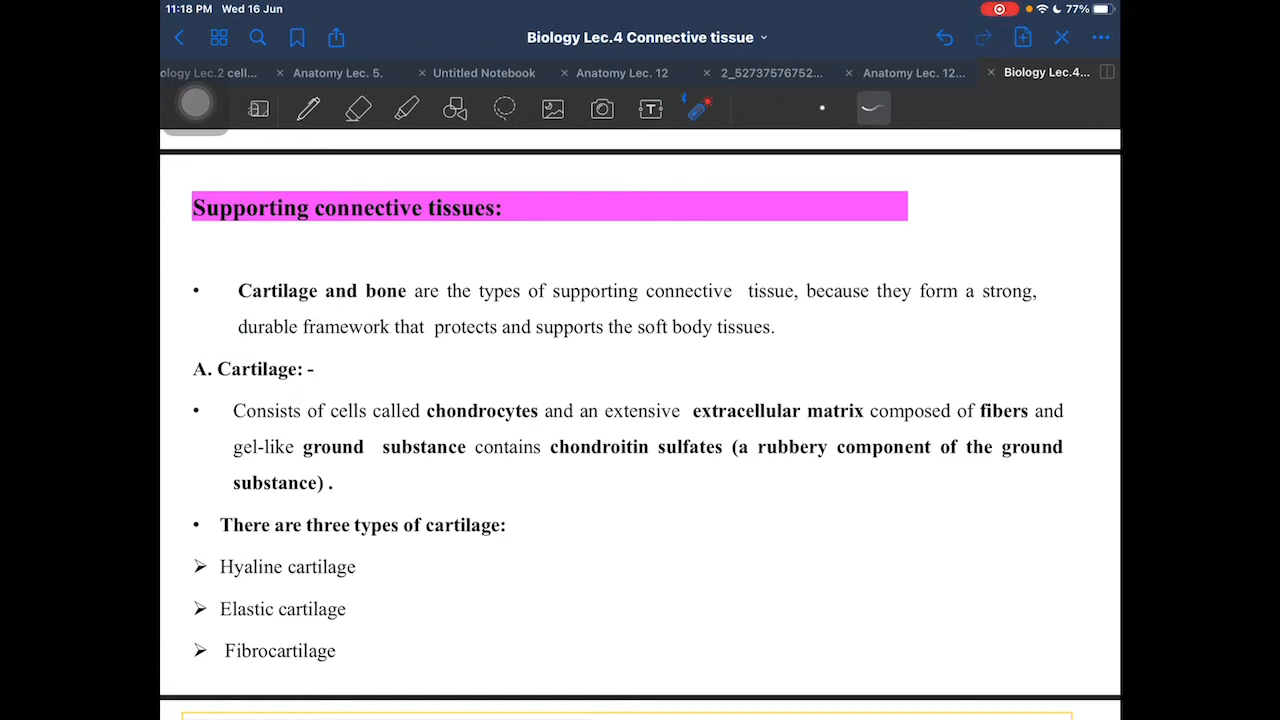 11:18 PM Wed 16 Jun 77%
Biology Lec.4 Connective tissue
ology Lec.2 cell... Anatomy Lec. 5. Untitled Notebook Anatomy Lec. 12 2_52737576752... Anatomy Lec. 12... Biology Lec.4...
Supporting connective tissues:
• Cartilage and bone are the types of supporting connective tissue, because they form a strong,
durable framework that protects and supports the soft body tissues.
A. Cartilage: -
• Consists of cells called chondrocytes and an extensive extracellular matrix composed of fibers and
gel-like ground substance contains chondroitin sulfates (a rubbery component of the ground
substance) .
• There are three types of cartilage:
➢ Hyaline cartilage
➢ Elastic cartilage
➢ Fibrocartilage